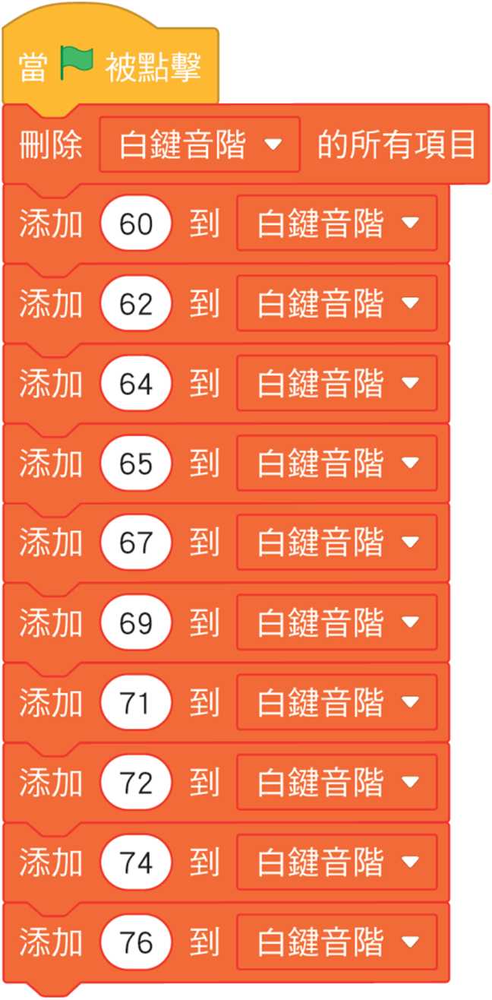 當 被點擊
刪除 白鍵音階 的所有項目
添加 60 到 白鍵音階
添加 62 到 白鍵音階
添加 64 到 白鍵音階
添加 65 到 白鍵音階
添加 67 到 白鍵音階
添加 69 到 白鍵音階
添加 71 到 白鍵音階
添加 72 到 白鍵音階
添加 74 到 白鍵音階
添加 76 到 白鍵音階